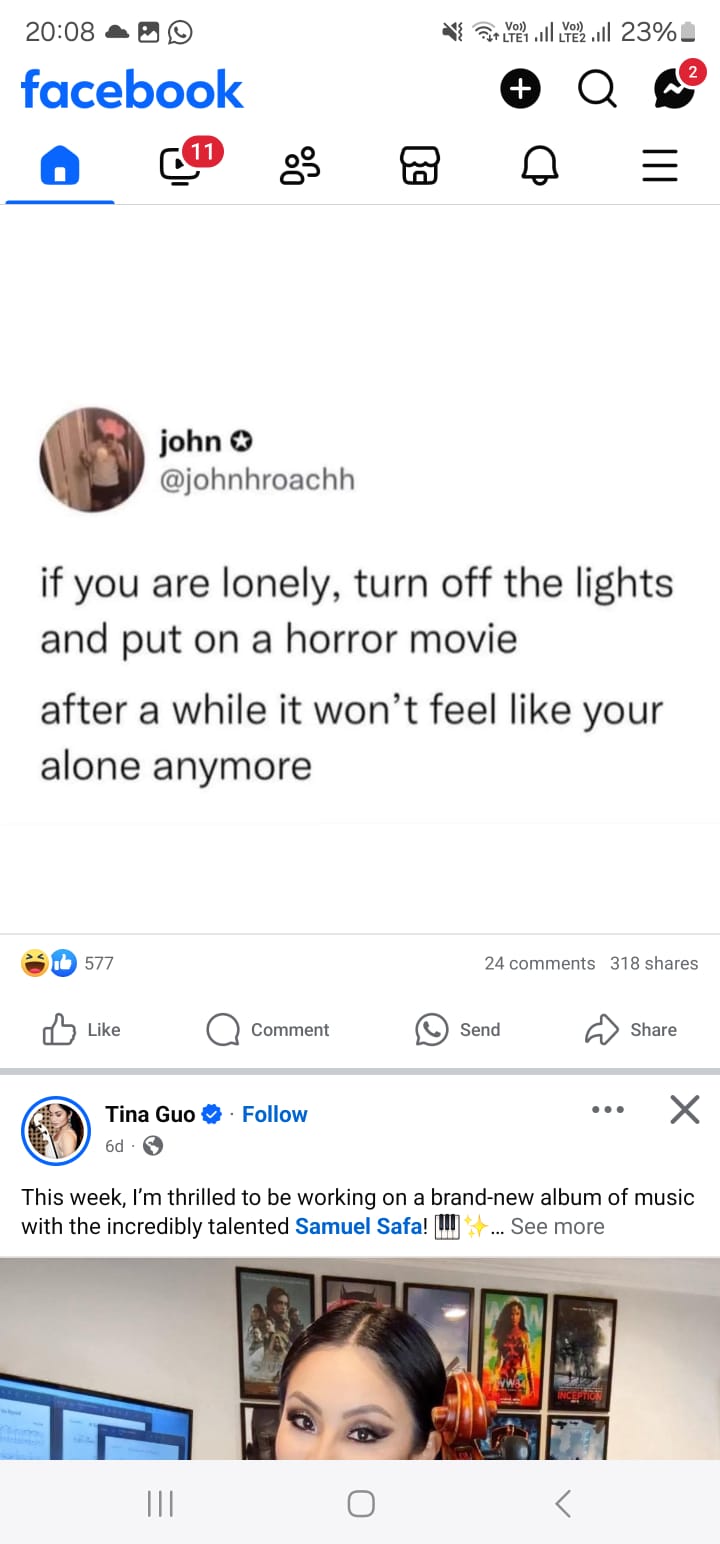 20:08 Vo)) LTE1 Vo)) LTE2 23%
facebook
2
11
john
@johnhroachh
if you are lonely, turn off the lights
and put on a horror movie
after a while it won't feel like your
alone anymore
577 24 comments 318 shares
Like Comment Send Share
Tina Guo · Follow
6d ·
This week, I'm thrilled to be working on a brand-new album of music
with the incredibly talented Samuel Safa! 🎹✨... See more
WW84
INCEPTION